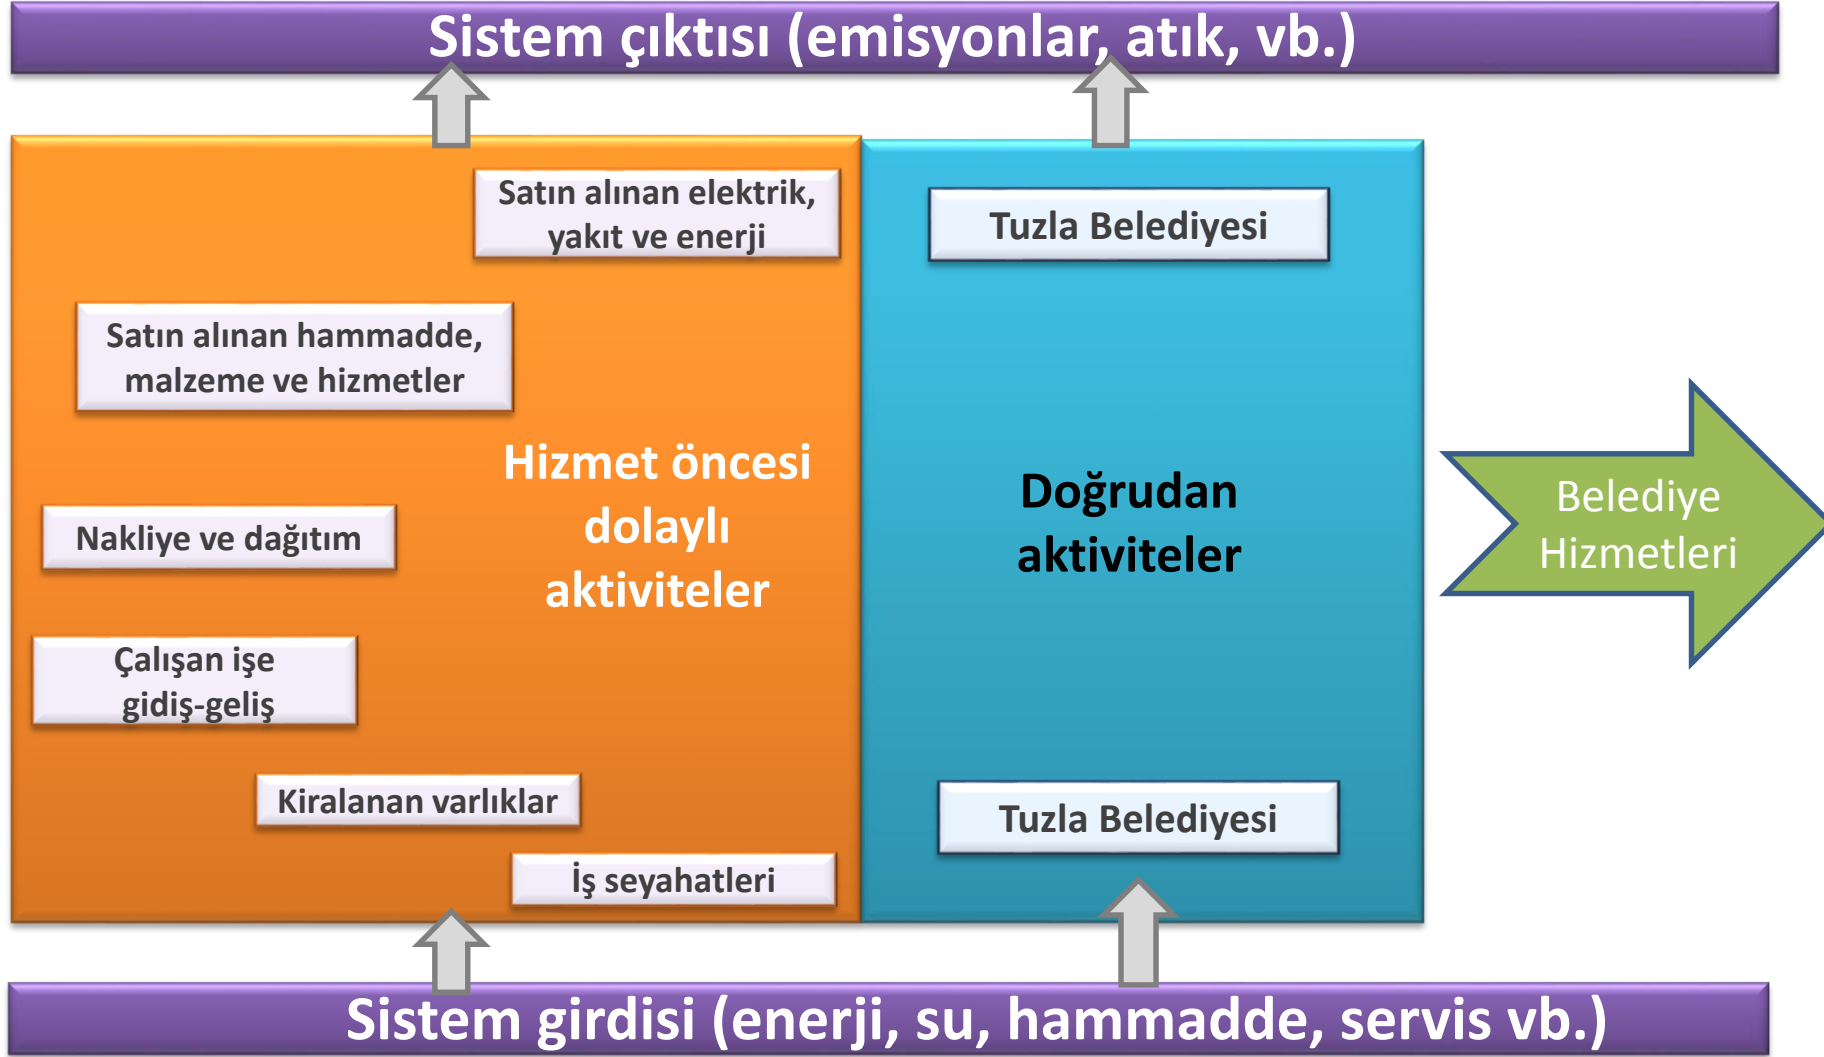 Sistem çıktısı (emisyonlar, atık, vb.)
Satın alınan elektrik,
yakıt ve enerji
Satın alınan hammadde,
malzeme ve hizmetler
Hizmet öncesi
dolaylı
aktiviteler
Nakliye ve dağıtım
Çalışan işe
gidiş-geliş
Kiralanan varlıklar
İş seyahatleri
Tuzla Belediyesi
Doğrudan
aktiviteler
Tuzla Belediyesi
Belediye
Hizmetleri
Sistem girdisi (enerji, su, hammadde, servis vb.)